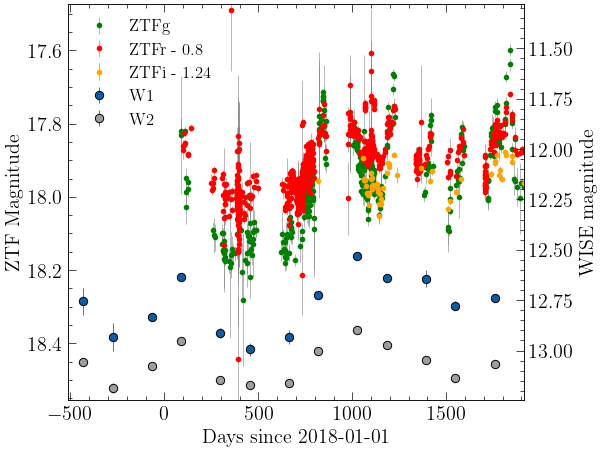 ZTFg
ZTFr - 0.8
ZTFi - 1.24
W1
W2
17.6
17.8
18.0
18.2
18.4
ZTF Magnitude
11.50
11.75
12.00
12.25
12.50
12.75
13.00
WISE magnitude
−500 0 500 1000 1500
Days since 2018-01-01